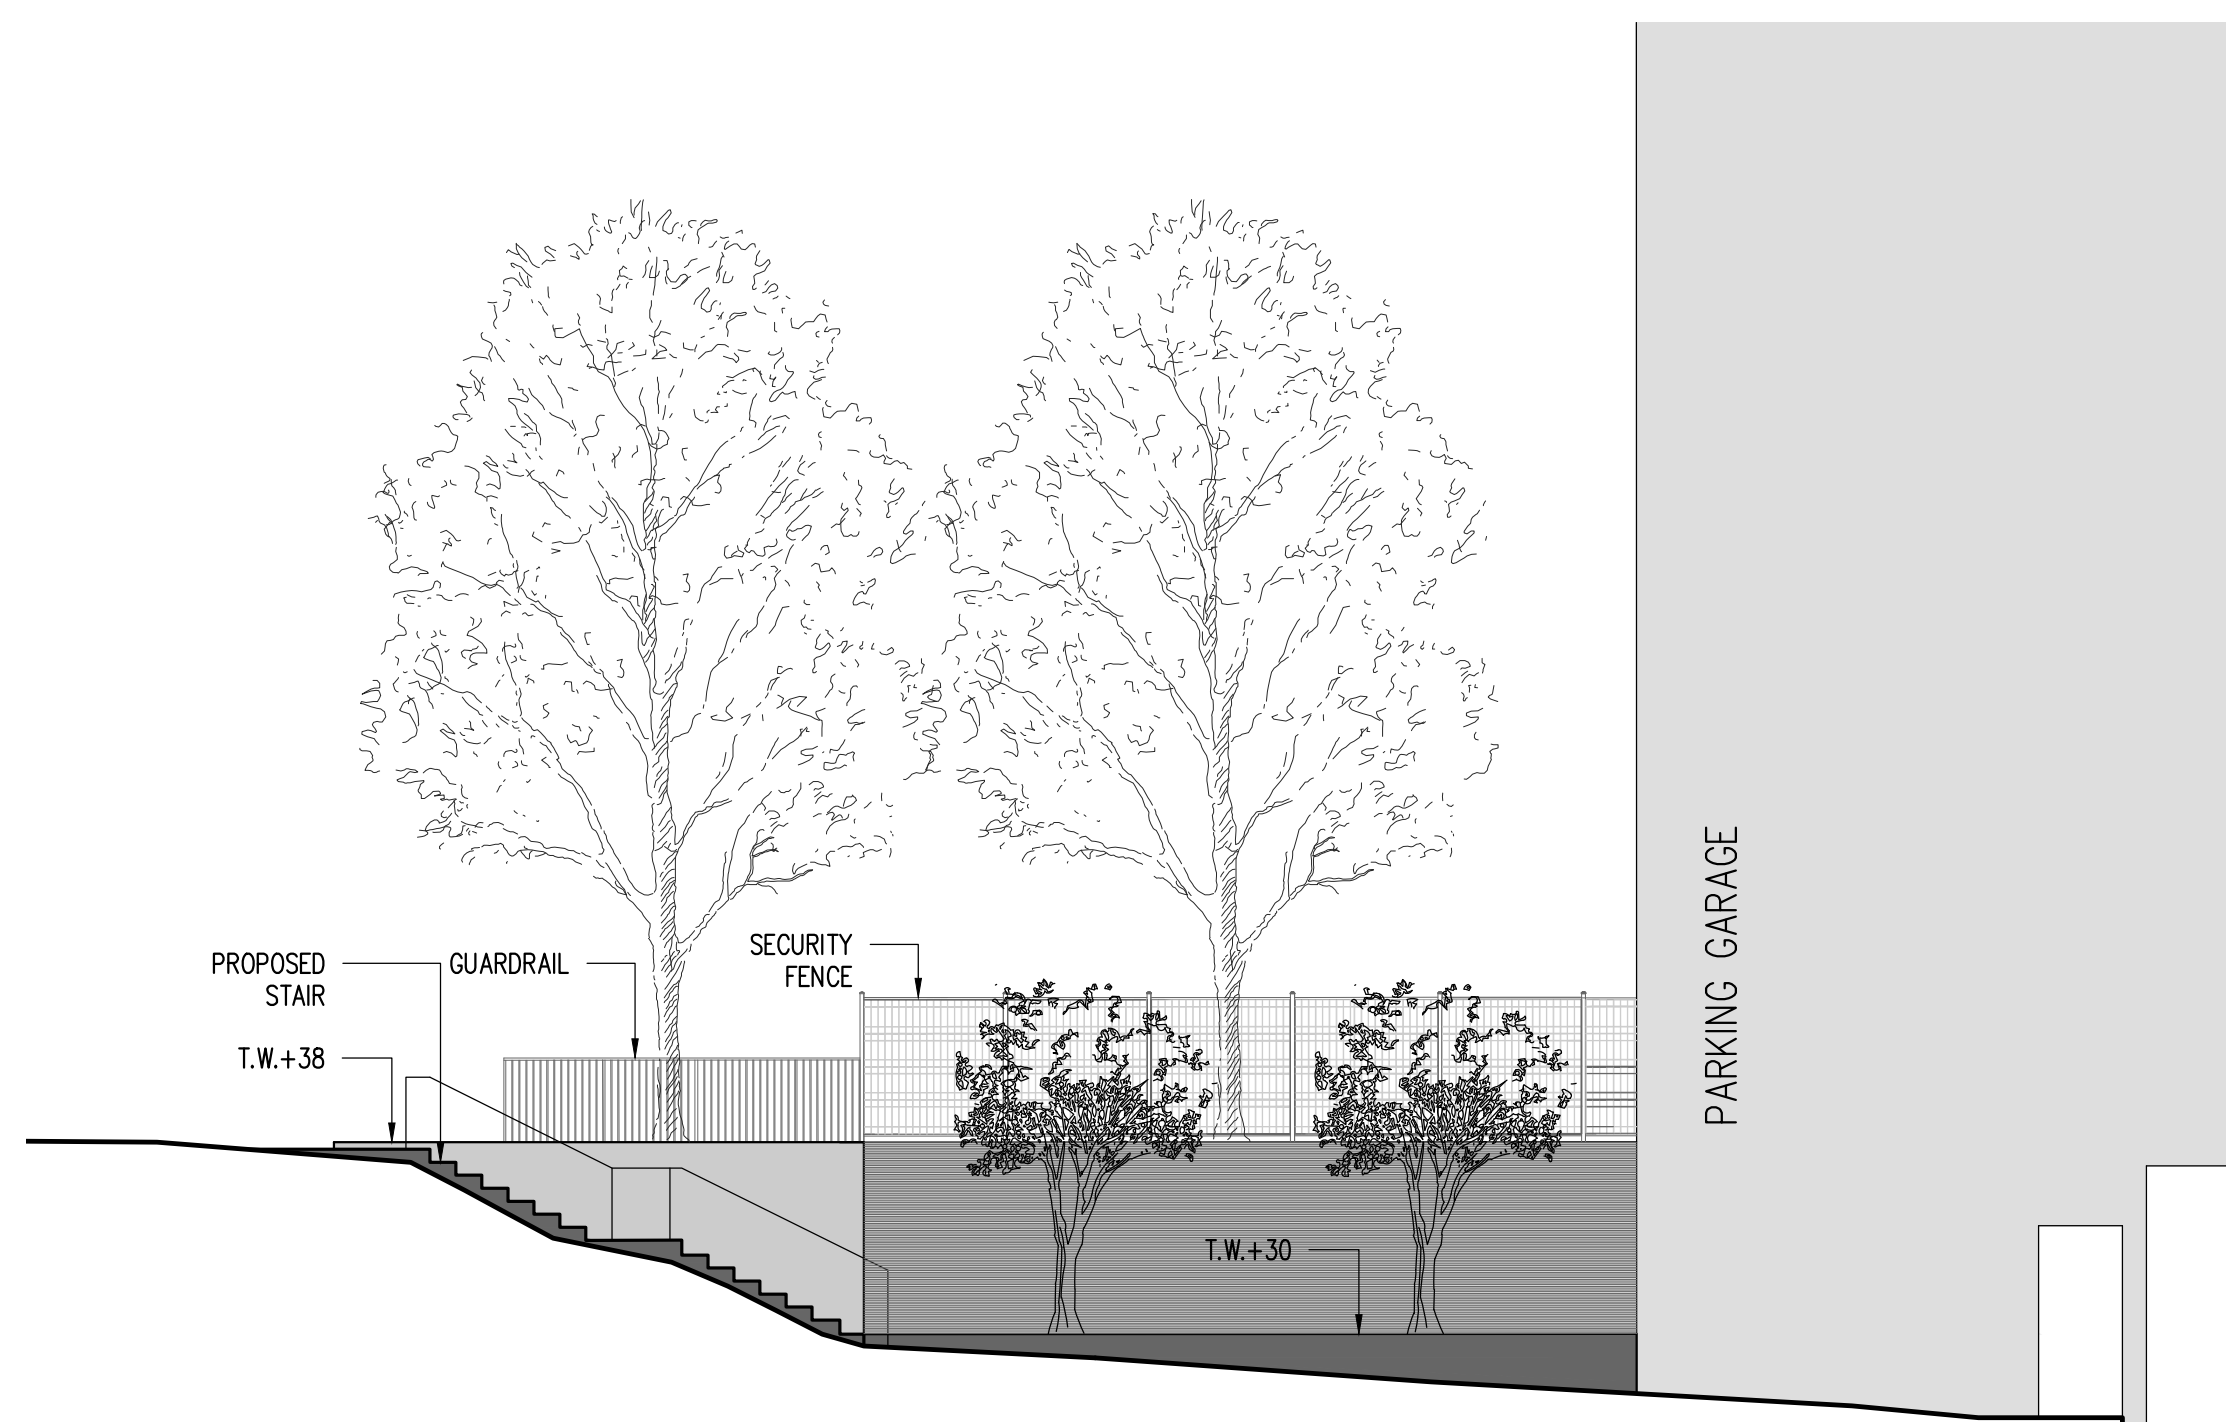 PROPOSED
STAIR
GUARDRAIL
SECURITY
FENCE
T.W.+38
T.W.+30
PARKING GARAGE